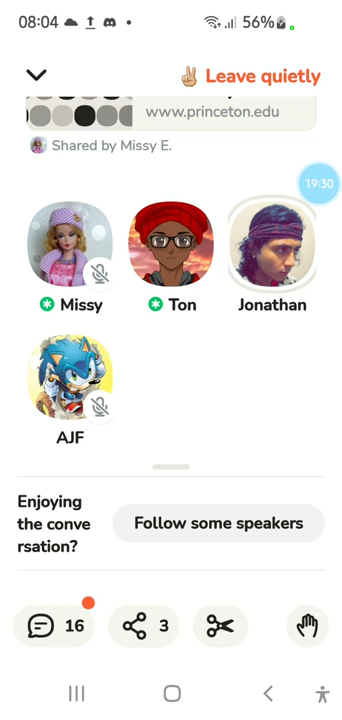 08:04 56%
✌🏼 Leave quietly
www.princeton.edu
Shared by Missy E.
19:30
Missy Ton Jonathan
AJF
Enjoying
the conve
rsation?
Follow some speakers
16 3